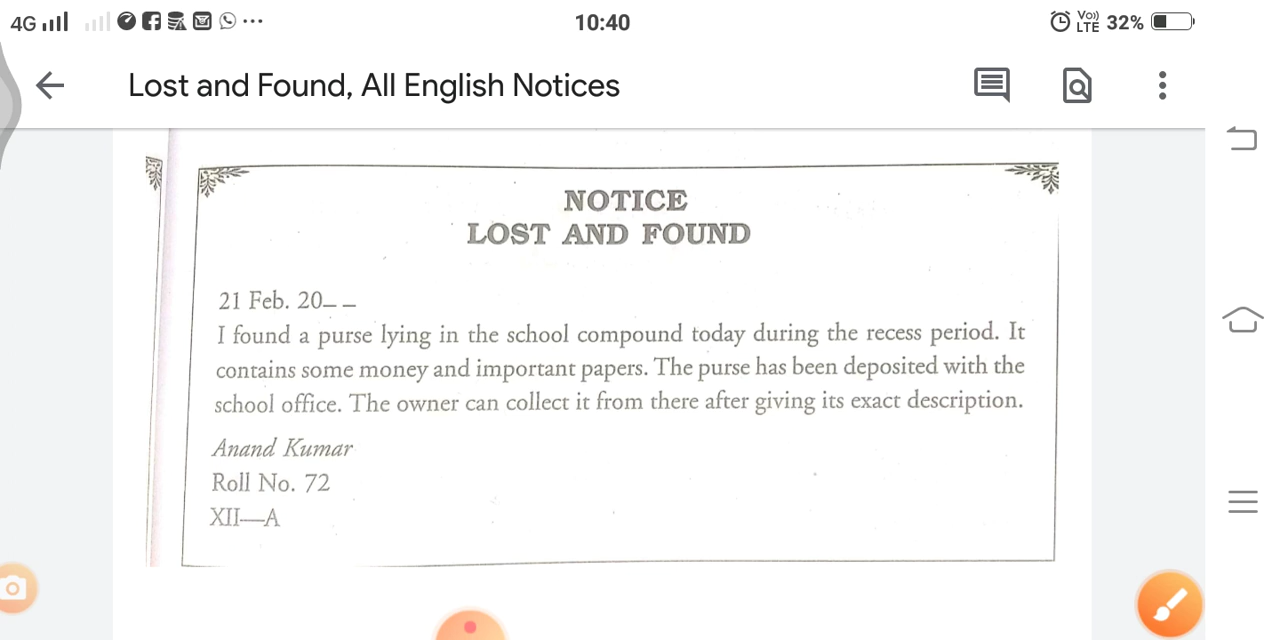 4G 10:40 Vo)) LTE 32%
Lost and Found, All English Notices
NOTICE
LOST AND FOUND
21 Feb. 20– –
I found a purse lying in the school compound today during the recess period. It
contains some money and important papers. The purse has been deposited with the
school office. The owner can collect it from there after giving its exact description.
Anand Kumar
Roll No. 72
XII—A